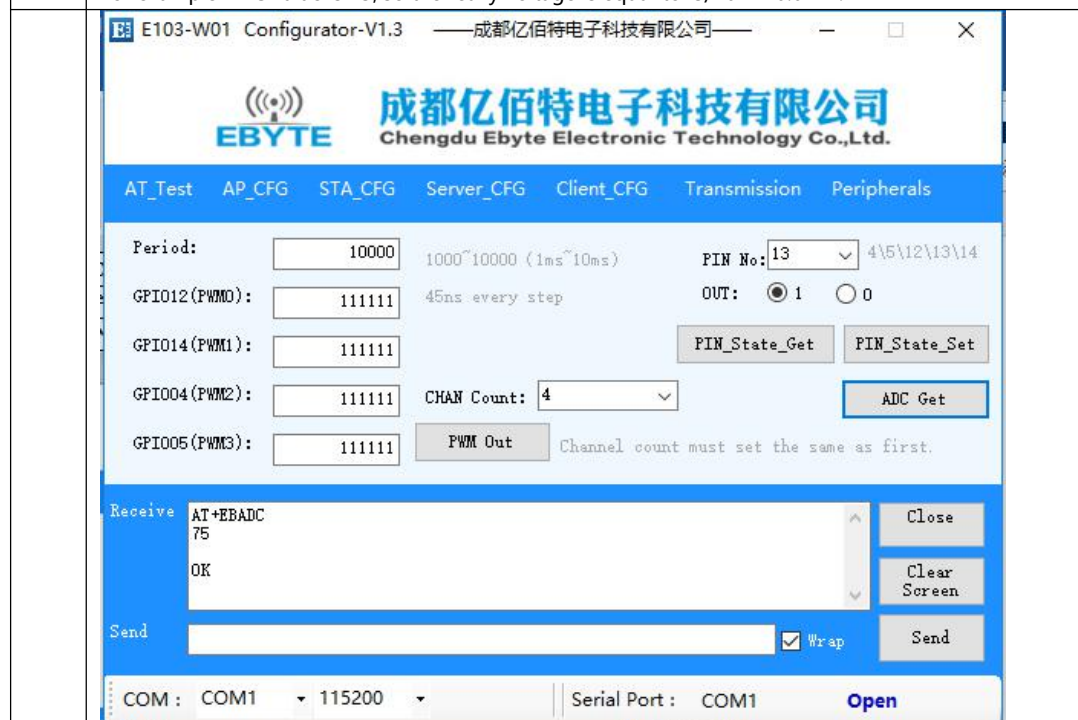 E103-W01 Configurator-V1.3 ——成都亿佰特电子科技有限公司——
EBYTE
成都亿佰特电子科技有限公司
Chengdu Ebyte Electronic Technology Co.,Ltd.
AT_Test AP_CFG STA_CFG Server_CFG Client_CFG Transmission Peripherals
Period: 10000 1000~10000 (1ms~10ms) PIN No: 13 4\5\12\13\14
GPIO12(PWM0): 111111 45ns every step OUT: 1 0
GPIO14(PWM1): 111111 PIN_State_Get PIN_State_Set
GPIO04(PWM2): 111111 CHAN Count: 4 ADC Get
GPIO05(PWM3): 111111 PWM Out Channel count must set the same as first.
Receive AT+EBADC Close
75
OK Clear Screen
Send Wrap Send
COM : COM1 115200 Serial Port : COM1 Open